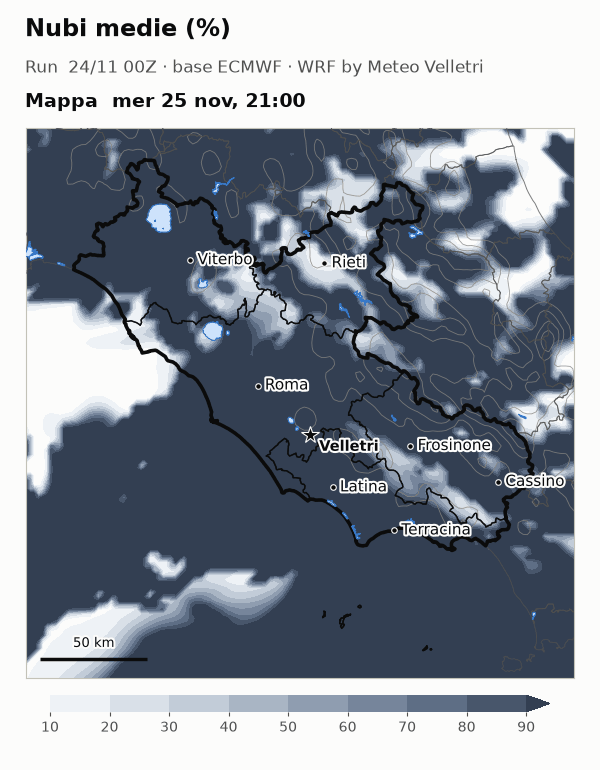 Nubi medie (%)
Run  24/11 00Z · base ECMWF · WRF by Meteo Velletri
Mappa  mer 25 nov, 21:00
Viterbo
Rieti
Roma
Velletri
Frosinone
Latina
Cassino
Terracina
50 km
10 20 30 40 50 60 70 80 90